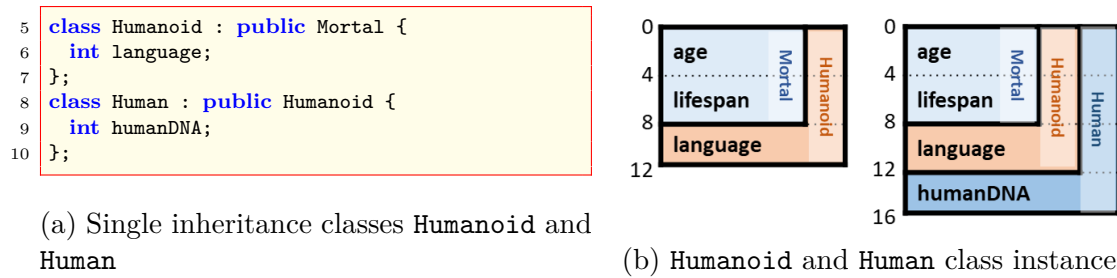 5 class Humanoid : public Mortal {
6 int language;
7 };
8 class Human : public Humanoid {
9 int humanDNA;
10 };
(a) Single inheritance classes Humanoid and
Human
0
4
8
12
age
lifespan
language
Mortal
Humanoid
0
4
8
12
16
age
lifespan
language
humanDNA
Mortal
Humanoid
Human
(b) Humanoid and Human class instance